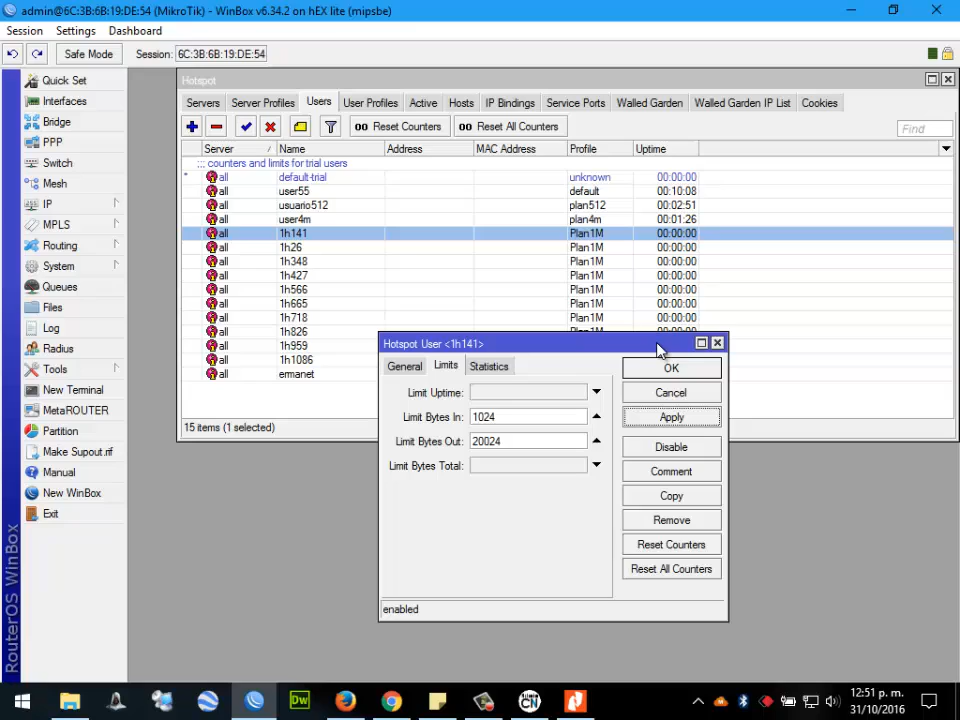 admin@6C:3B:6B:19:DE:54 (MikroTik) - WinBox v6.34.2 on hEX lite (mipsbe)
Session Settings Dashboard
Safe Mode Session: 6C:3B:6B:19:DE:54
Quick Set
Interfaces
Bridge
PPP
Switch
Mesh
IP
MPLS
Routing
System
Queues
Files
Log
Radius
Tools
New Terminal
MetaROUTER
Partition
Make Supout.rif
Manual
New WinBox
Exit
RouterOS WinBox
Hotspot
Servers Server Profiles Users User Profiles Active Hosts IP Bindings Service Ports Walled Garden Walled Garden IP List Cookies
oo Reset Counters oo Reset All Counters Find
Server / Name Address MAC Address Profile Uptime
;;; counters and limits for trial users
* all default-trial unknown 00:00:00
all user55 default 00:10:08
all usuario512 plan512 00:02:51
all user4m plan4m 00:01:26
all 1h141 Plan1M 00:00:00
all 1h26 Plan1M 00:00:00
all 1h348 Plan1M 00:00:00
all 1h427 Plan1M 00:00:00
all 1h566 Plan1M 00:00:00
all 1h665 Plan1M 00:00:00
all 1h718 Plan1M 00:00:00
all 1h826 Plan1M 00:00:00
all 1h959
all 1h1086
all emanet
15 items (1 selected)
Hotspot User <1h141>
General Limits Statistics
Limit Uptime:
Limit Bytes In: 1024
Limit Bytes Out: 20024
Limit Bytes Total:
OK
Cancel
Apply
Disable
Comment
Copy
Remove
Reset Counters
Reset All Counters
enabled
Dw
CN
12:51 p. m.
31/10/2016